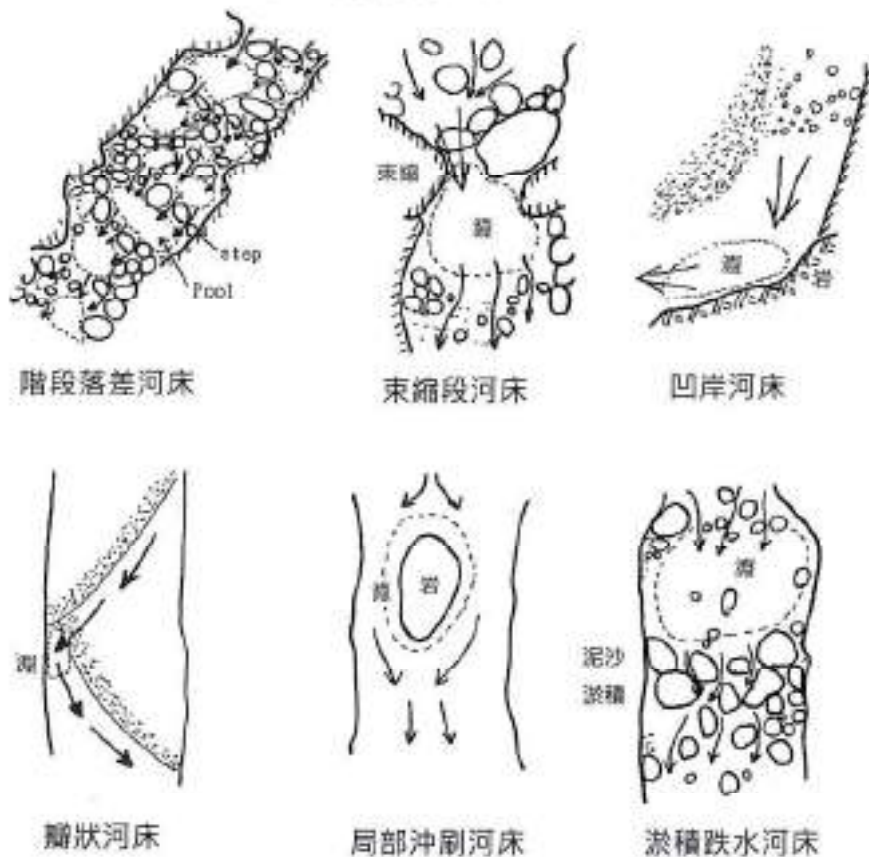 step
Pool
階段落差河床
束縮
淵
束縮段河床
淵
岩
凹岸河床
淵
瓣狀河床
淵
岩
局部沖刷河床
淵
泥沙
淤積
淤積跌水河床